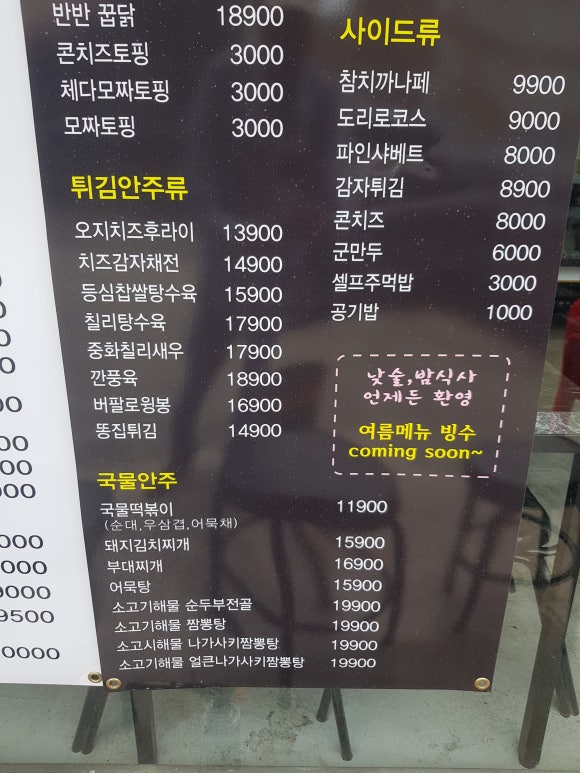 반반 꿉닭 18900
콘치즈토핑 3000
체다모짜토핑 3000
모짜토핑 3000
튀김안주류
오지치즈후라이 13900
치즈감자채전 14900
등심찹쌀탕수육 15900
칠리탕수육 17900
중화칠리새우 17900
깐풍육 18900
버팔로윙봉 16900
똥집튀김 14900
국물안주
국물떡볶이 11900
(순대,우삼겹,어묵채)
돼지김치찌개 15900
부대찌개 16900
어묵탕 15900
소고기해물 순두부전골 19900
소고기해물 짬뽕탕 19900
소고시해물 나가사키짬뽕탕 19900
소고기해물 얼큰나가사키짬뽕탕 19900
사이드류
참치까나페 9900
도리로코스 9000
파인샤베트 8000
감자튀김 8900
콘치즈 8000
군만두 6000
셀프주먹밥 3000
공기밥 1000
낮술,밤식사
언제든 환영
여름메뉴 빙수
coming soon~